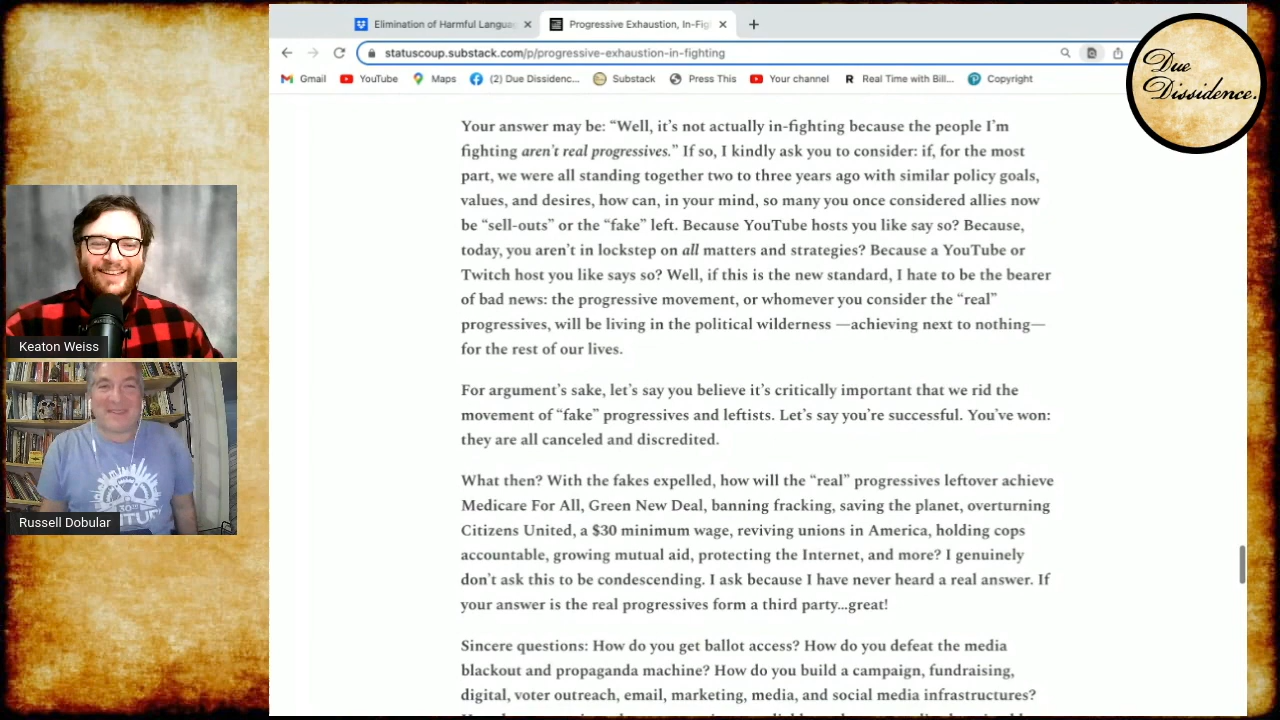 Elimination of Harmful Langua
Progressive Exhaustion, In-Fig
statuscoup.substack.com/p/progressive-exhaustion-in-fighting
Gmail
YouTube
Maps
(2) Due Dissidenc...
Substack
Press This
Your channel
Real Time with Bill...
Copyright
Due
Dissidence.
Your answer may be: “Well, it’s not actually in-fighting because the people I’m
fighting aren’t real progressives.” If so, I kindly ask you to consider: if, for the most
part, we were all standing together two to three years ago with similar policy goals,
values, and desires, how can, in your mind, so many you once considered allies now
be “sell-outs” or the “fake” left. Because YouTube hosts you like say so? Because,
today, you aren’t in lockstep on all matters and strategies? Because a YouTube or
Twitch host you like says so? Well, if this is the new standard, I hate to be the bearer
of bad news: the progressive movement, or whomever you consider the “real”
progressives, will be living in the political wilderness —achieving next to nothing—
for the rest of our lives.
For argument’s sake, let’s say you believe it’s critically important that we rid the
movement of “fake” progressives and leftists. Let’s say you’re successful. You’ve won:
they are all canceled and discredited.
What then? With the fakes expelled, how will the “real” progressives leftover achieve
Medicare For All, Green New Deal, banning fracking, saving the planet, overturning
Citizens United, a $30 minimum wage, reviving unions in America, holding cops
accountable, growing mutual aid, protecting the Internet, and more? I genuinely
don’t ask this to be condescending. I ask because I have never heard a real answer. If
your answer is the real progressives form a third party…great!
Sincere questions: How do you get ballot access? How do you defeat the media
blackout and propaganda machine? How do you build a campaign, fundraising,
digital, voter outreach, email, marketing, media, and social media infrastructures?
Keaton Weiss
Russell Dobular